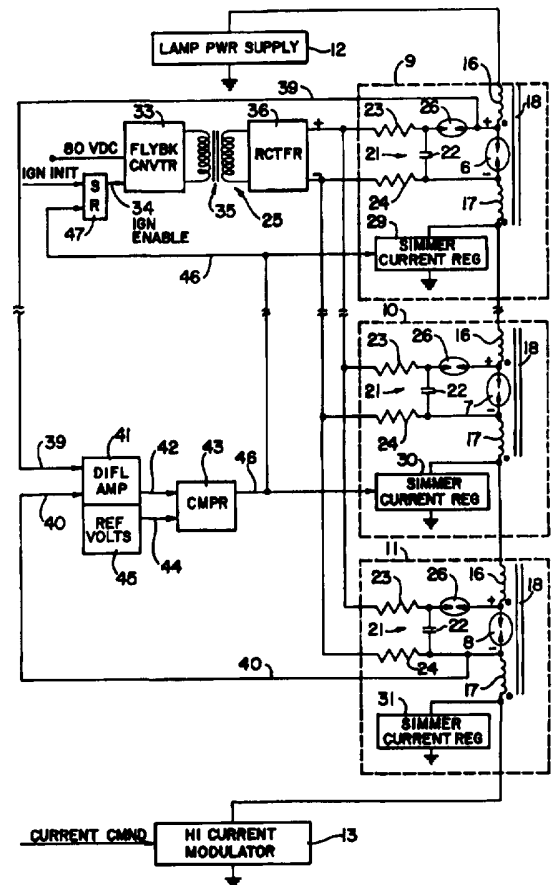 LAMP PWR SUPPLY
12
16
9
39
18
33
36
23
26
+
+
80 VDC
FLYBK
CNVTR
RCTFR
21
22
6
IGN INIT
S
R
-
-
34
35
25
24
17
47
IGN
ENABLE
29
SIMMER
CURRENT REG
46
10
16
26
23
18
+
21
22
7
-
24
17
39
41
42
43
46
30
DIFL
AMP
CMPR
SIMMER
CURRENT REG
40
REF
VOLTS
45
44
11
16
23
26
18
+
21
22
8
-
24
40
17
31
SIMMER
CURRENT REG
CURRENT CMND
HI CURRENT
MODULATOR
13